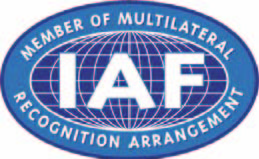 MEMBER OF MULTILATERAL
IAF
RECOGNITION ARRANGEMENT